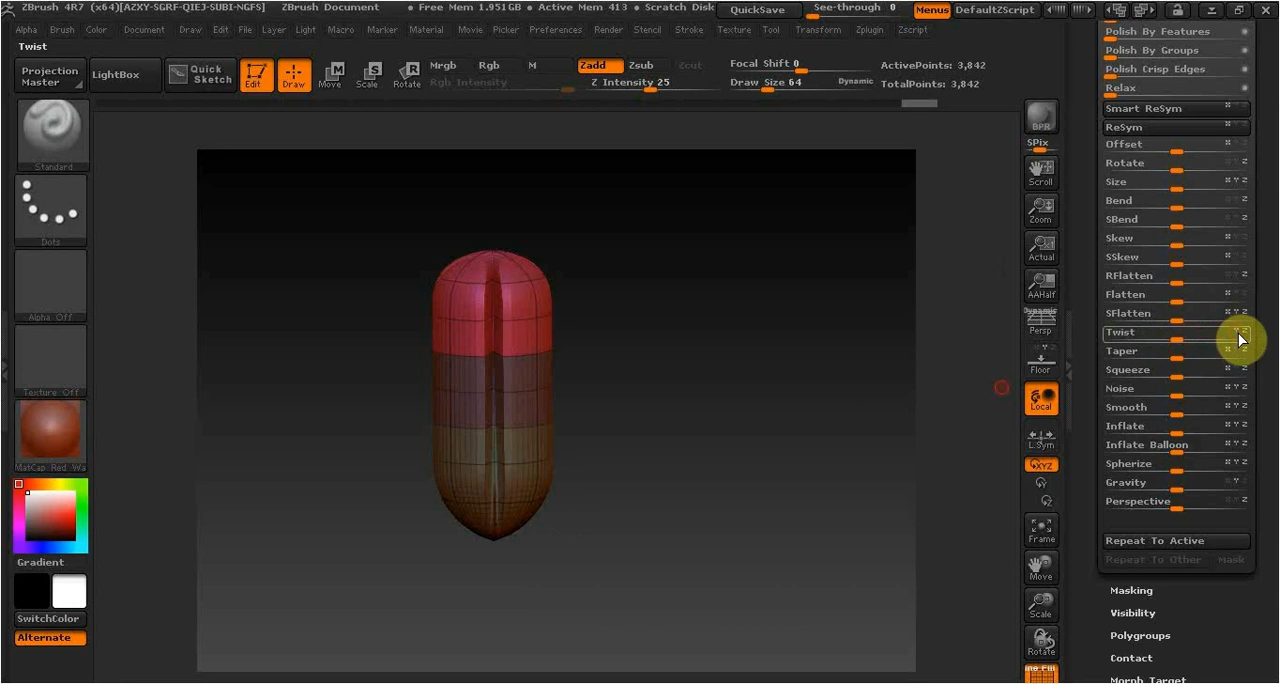 ZBrush 4R7 (x64)[AZXY-SGRF-QIEJ-SUBI-NGFS] ZBrush Document • Free Mem 1.951GB • Active Mem 413 • Scratch Disk QuickSave See-through 0 Menus DefaultZScript
Alpha Brush Color Document Draw Edit File Layer Light Macro Marker Material Movie Picker Preferences Render Stencil Stroke Texture Tool Transform Zplugin Zscript
Twist
Projection Master
LightBox
Quick Sketch
Edit
Draw
Move
Scale
Rotate
Mrgb Rgb M
Rgb Intensity
Zadd Zsub Zcut
Z Intensity 25
Focal Shift 0
Draw Size 64 Dynamic
ActivePoints: 3,842
TotalPoints: 3,842
Standard
Dots
Alpha Off
Texture Off
MatCap Red Wa
Gradient
SwitchColor
Alternate
BPR
SPix
Scroll
Zoom
Actual
AAHalf
Dynamic
Persp
Floor
Local
L.Sym
XYZ
Y
Z
Frame
Move
Scale
Rotate
Polish By Features
Polish By Groups
Polish Crisp Edges
Relax
Smart ReSym X Y Z
ReSym X Y Z
Offset X Y Z
Rotate X Y Z
Size X Y Z
Bend X Y Z
SBend X Y Z
Skew X Y Z
SSkew X Y Z
RFlatten X Y Z
Flatten X Y Z
SFlatten X Y Z
Twist
Taper X Y Z
Squeeze X Y Z
Noise X Y Z
Smooth X Y Z
Inflate X Y Z
Inflate Balloon X Y Z
Spherize X Y Z
Gravity X Y Z
Perspective X Y Z
Repeat To Active
Repeat To Other Mask
Masking
Visibility
Polygroups
Contact
Morph Target